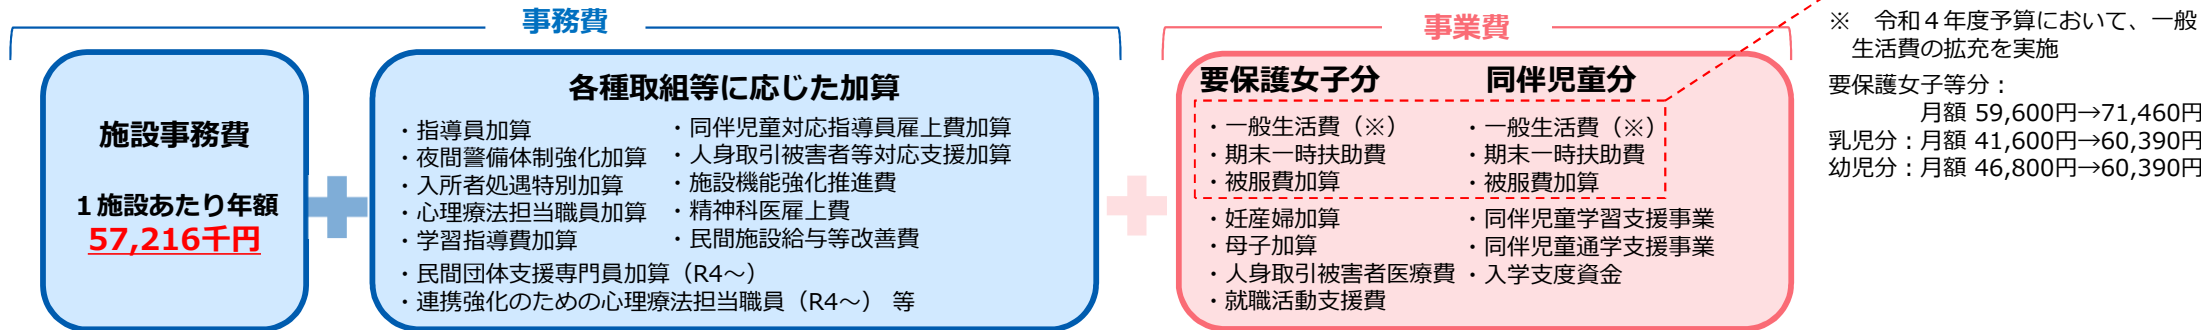 事務費
施設事務費
1施設あたり年額
57,216千円
各種取組等に応じた加算
・指導員加算
・夜間警備体制強化加算
・入所者処遇特別加算
・心理療法担当職員加算
・学習指導費加算
・同伴児童対応指導員雇上費加算
・人身取引被害者等対応支援加算
・施設機能強化推進費
・精神科医雇上費
・民間施設給与等改善費
・民間団体支援専門員加算（R4～）
・連携強化のための心理療法担当職員（R4～） 等
事業費
要保護女子分
・一般生活費（※）
・期末一時扶助費
・被服費加算
・妊産婦加算
・母子加算
・人身取引被害者医療費
・就職活動支援費
同伴児童分
・一般生活費（※）
・期末一時扶助費
・被服費加算
・同伴児童学習支援事業
・同伴児童通学支援事業
・入学支度資金
※　令和４年度予算において、一般
生活費の拡充を実施
要保護女子等分：
月額 59,600円→71,460円
乳児分：月額 41,600円→60,390円
幼児分：月額 46,800円→60,390円